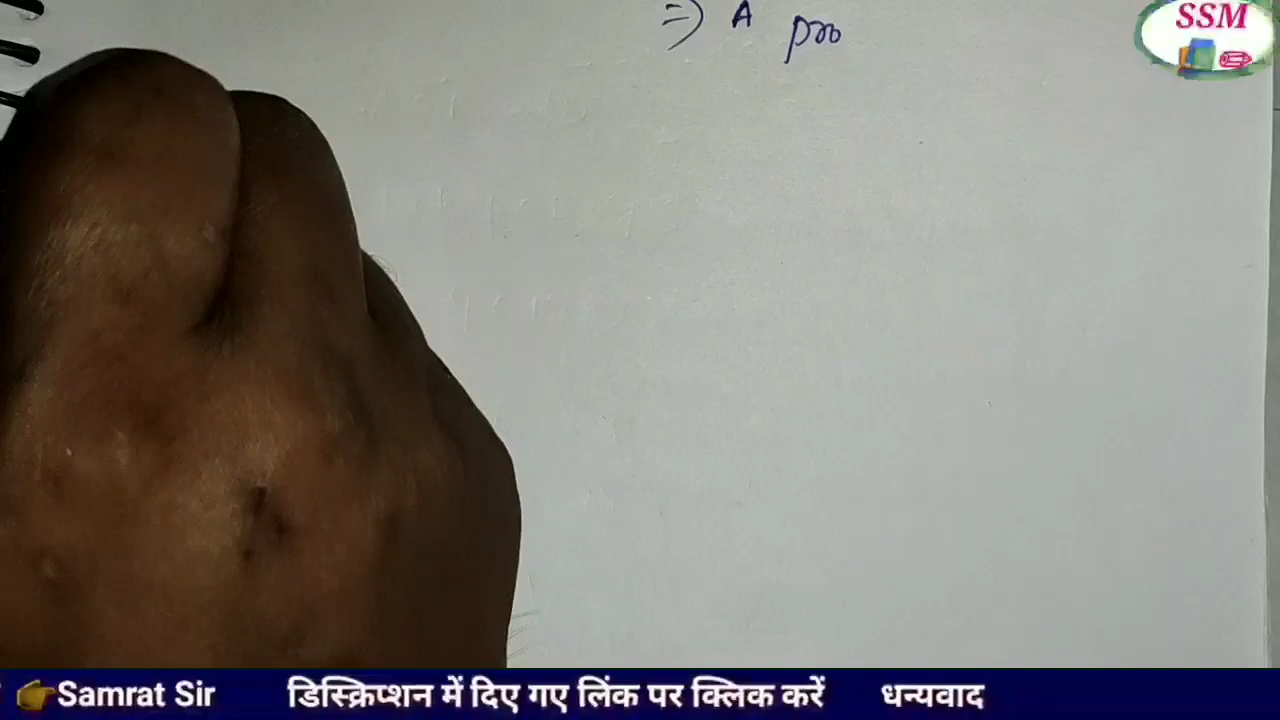 ⇒ A pro
SSM
👉Samrat Sir डिस्क्रिप्शन में दिए गए लिंक पर क्लिक करें धन्यवाद